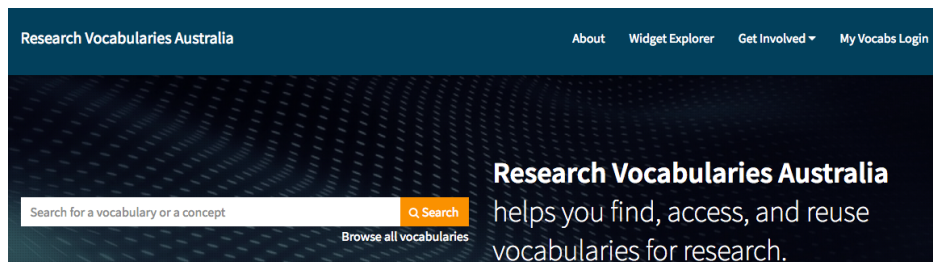 Research Vocabularies Australia
About Widget Explorer Get Involved My Vocabs Login
Search for a vocabulary or a concept
Search
Browse all vocabularies
Research Vocabularies Australia
helps you find, access, and reuse
vocabularies for research.